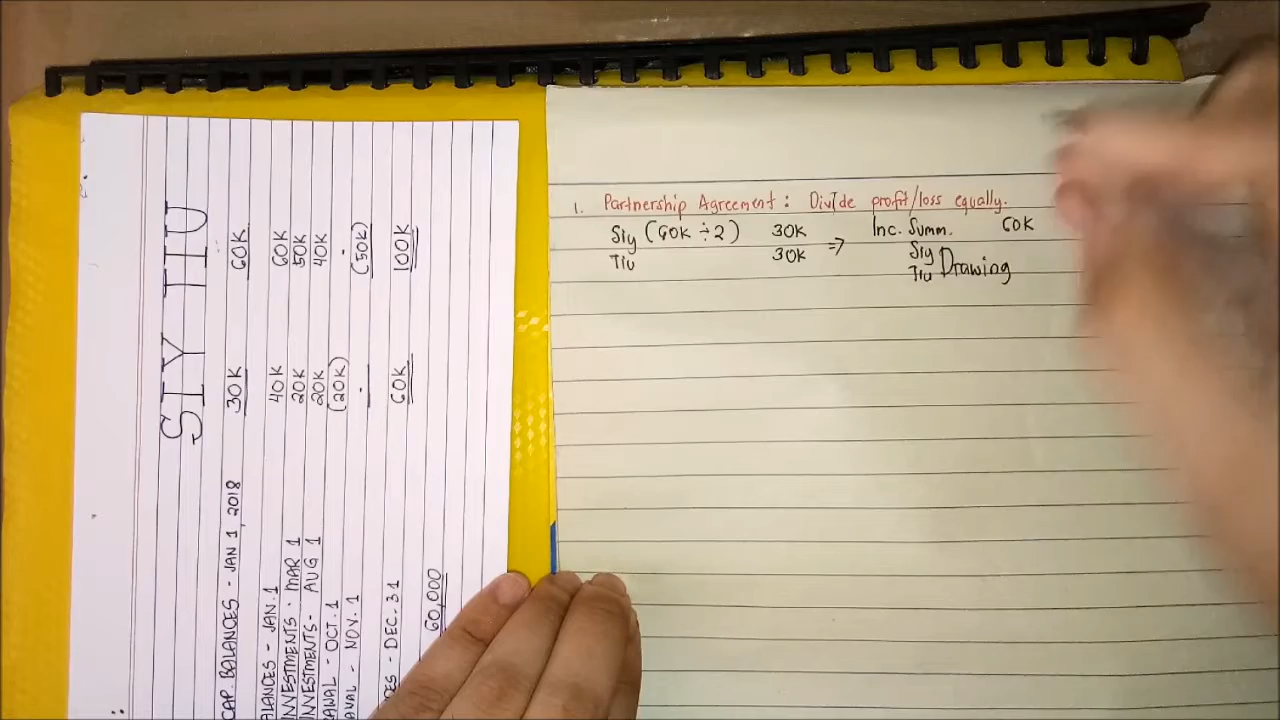 SIY TIU
CAP. BALANCES - JAN 1, 2018 30K 60K
ALANCES - JAN. 1 40K 60K
INVESTMENTS - MAR 1 20K 50K
INVESTMENTS - AUG 1 20K 40K
AWAL - OCT. 1 (20K) -
AWAL - NOV. 1 - (50K)
ES - DEC. 31 60K 100K
60,000
1. Partnership Agreement : Divide profit/loss equally.
Siy (60K ÷ 2) 30K
Tiu 30K
⇒ Inc. Summ. 60K
Siy Drawing
Tiu